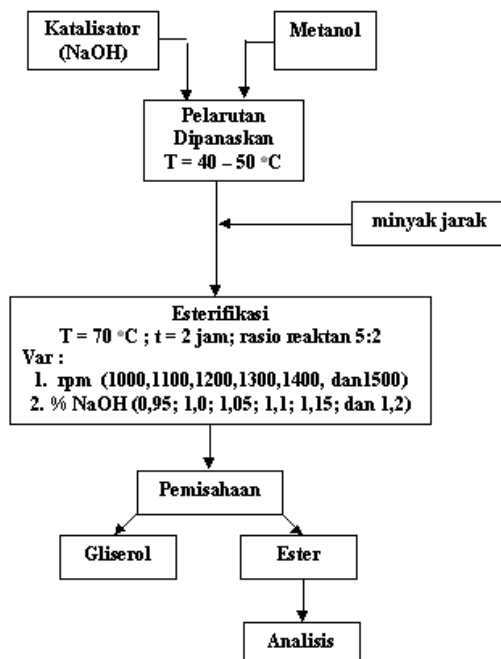 Katalisator
(NaOH)
Metanol
Pelarutan
Dipanaskan
T = 40 – 50 °C
minyak jarak
Esterifikasi
T = 70 °C ; t = 2 jam; rasio reaktan 5:2
Var :
1. rpm (1000,1100,1200,1300,1400, dan1500)
2. % NaOH (0,95; 1,0; 1,05; 1,1; 1,15; dan 1,2)
Pemisahaan
Gliserol
Ester
Analisis